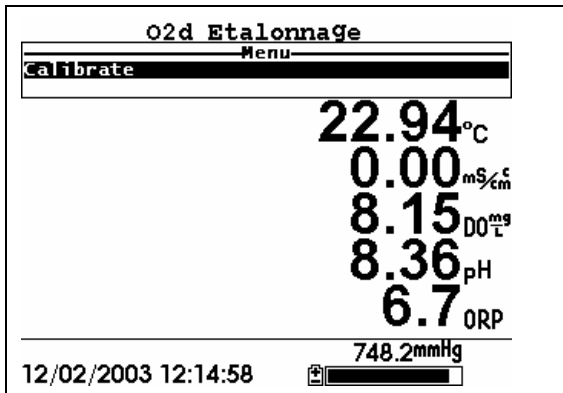 O2d Etalonnage
Menu
Calibrate
22.94°C
0.00mS/cm c
8.15DO mg/L
8.36pH
6.7ORP
748.2mmHg
12/02/2003 12:14:58